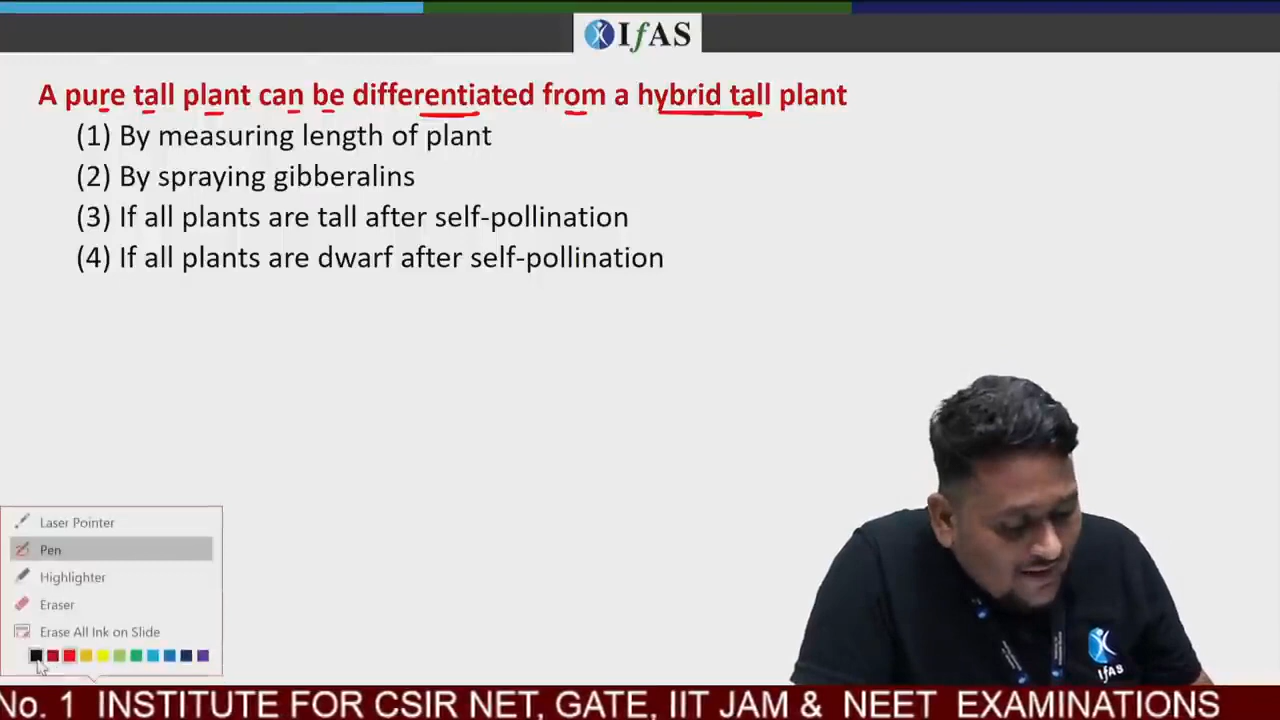 IfAS
A pure tall plant can be differentiated from a hybrid tall plant
(1) By measuring length of plant
(2) By spraying gibberalins
(3) If all plants are tall after self-pollination
(4) If all plants are dwarf after self-pollination
Laser Pointer
Pen
Highlighter
Eraser
Erase All Ink on Slide
IfAS
No. 1 INSTITUTE FOR CSIR NET, GATE, IIT JAM & NEET EXAMINATIONS